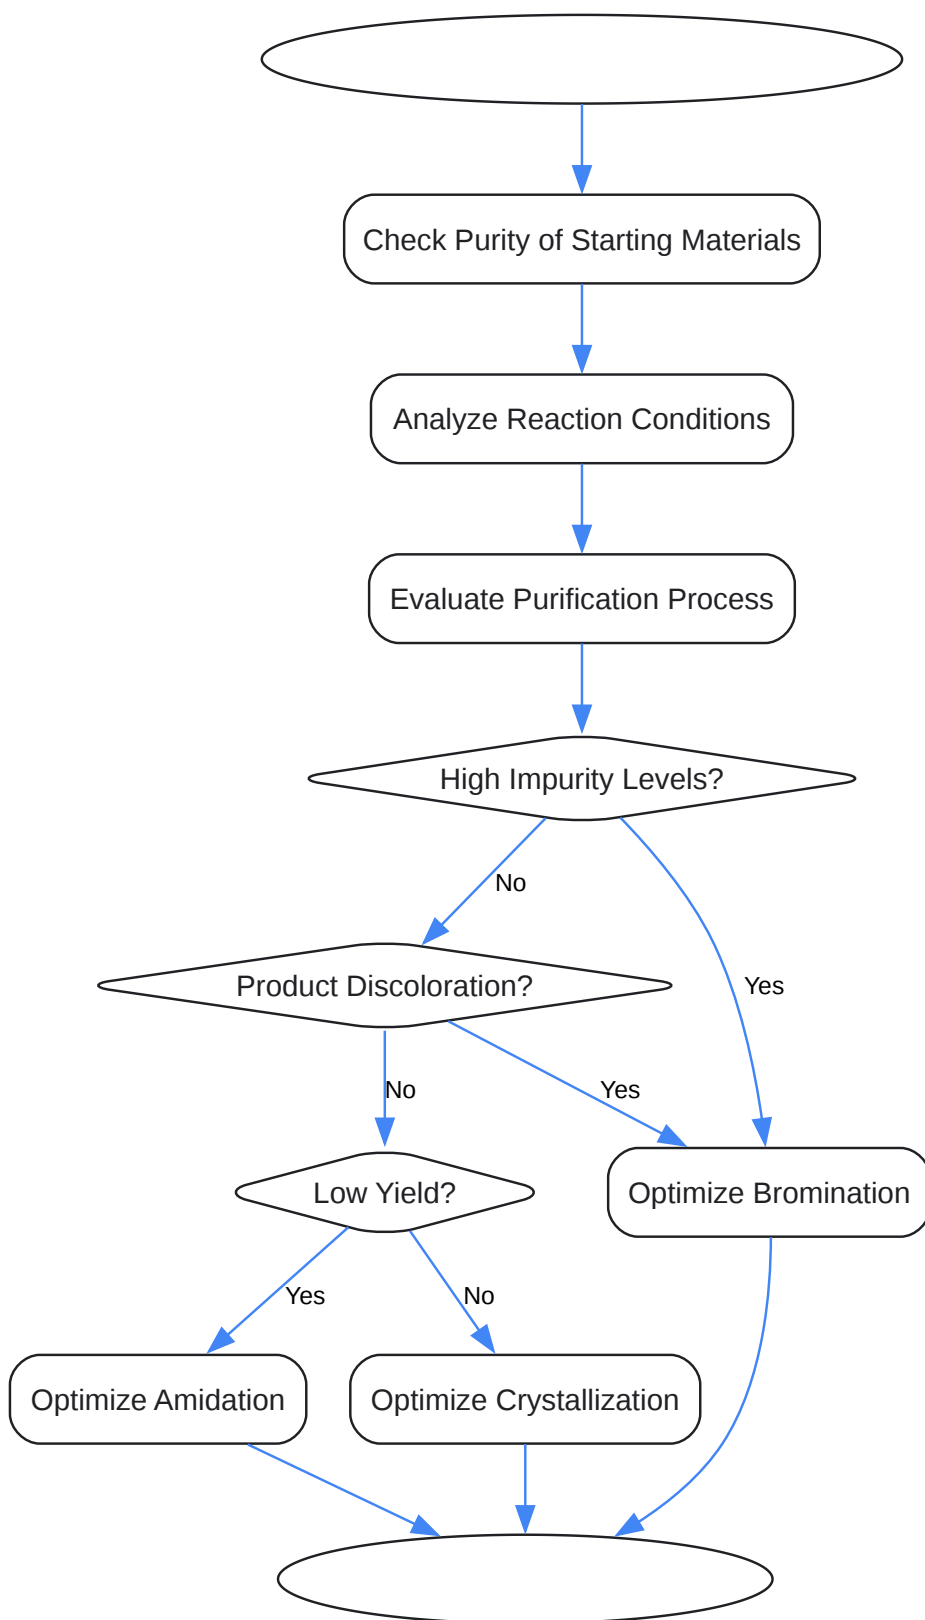 Check Purity of Starting Materials
Analyze Reaction Conditions
Evaluate Purification Process
High Impurity Levels?
No
Yes
Product Discoloration?
No
Yes
Low Yield?
Optimize Bromination
Yes
No
Optimize Amidation
Optimize Crystallization